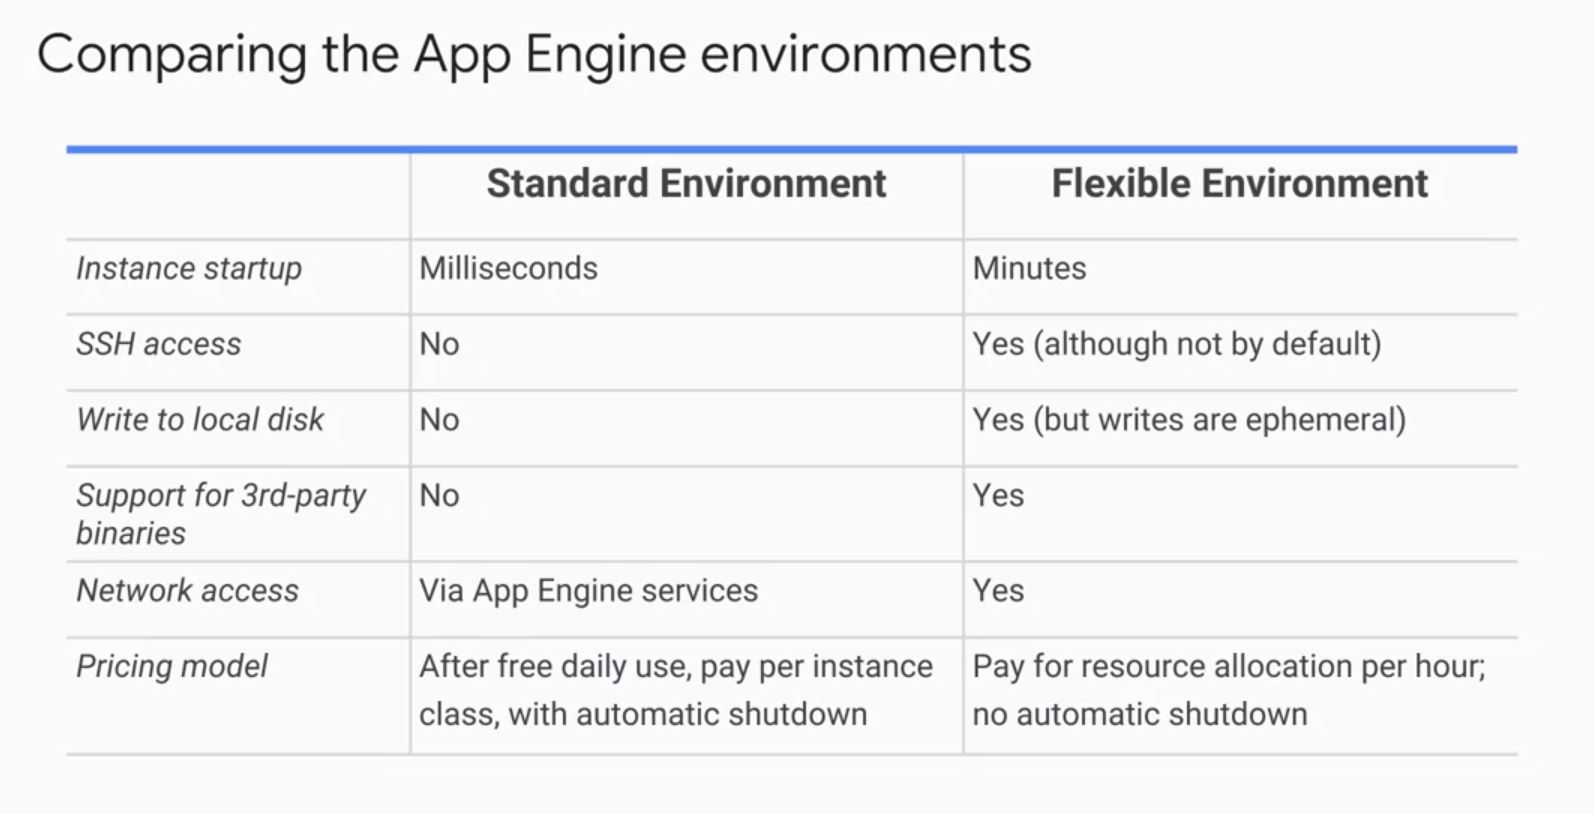 Comparing the App Engine environments
Standard Environment Flexible Environment
Instance startup Milliseconds Minutes
SSH access No Yes (although not by default)
Write to local disk No Yes (but writes are ephemeral)
Support for 3rd-party No Yes
binaries
Network access Via App Engine services Yes
Pricing model After free daily use, pay per instance Pay for resource allocation per hour;
class, with automatic shutdown no automatic shutdown